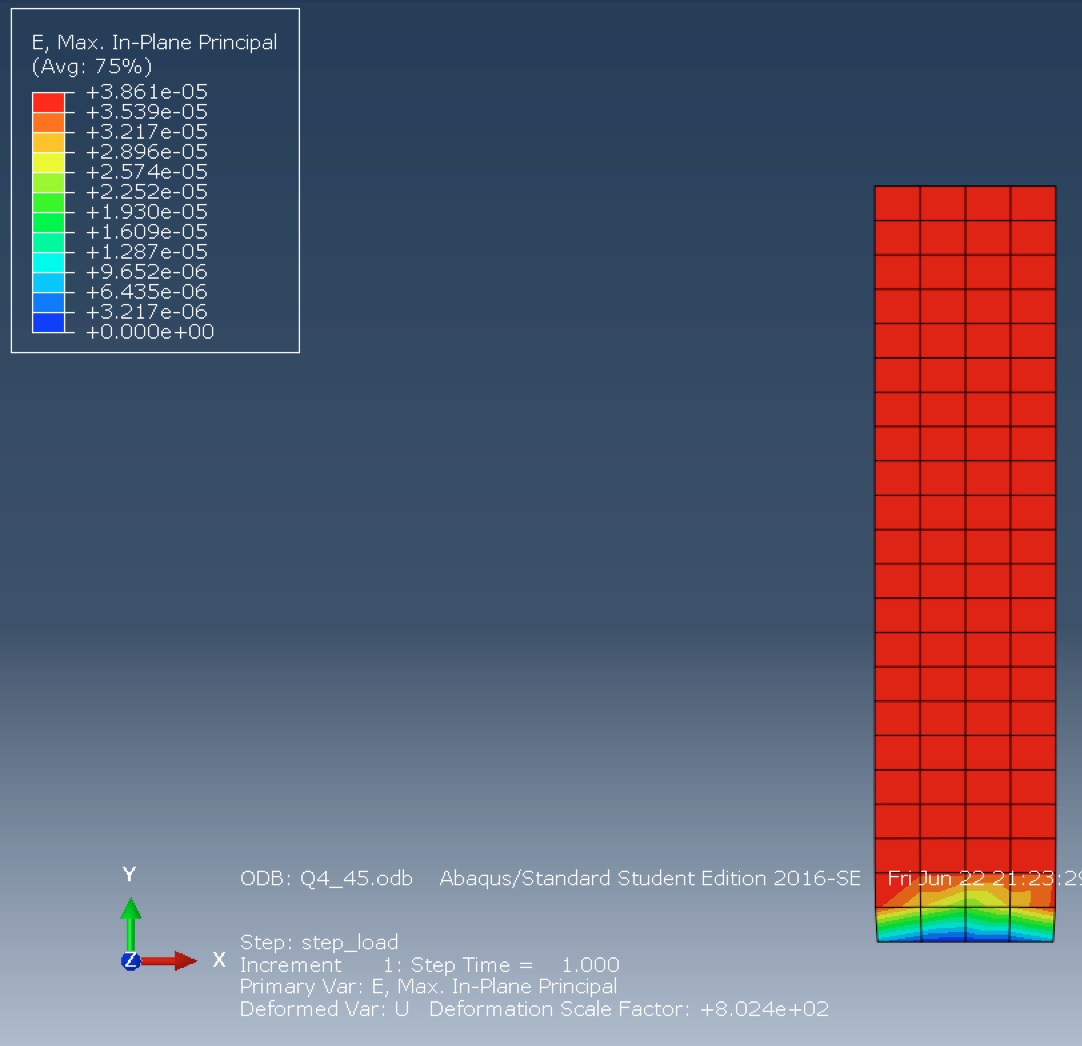 E, Max. In-Plane Principal
(Avg: 75%)
+3.861e-05
+3.539e-05
+3.217e-05
+2.896e-05
+2.574e-05
+2.252e-05
+1.930e-05
+1.609e-05
+1.287e-05
+9.652e-06
+6.435e-06
+3.217e-06
+0.000e+00
Y
Z
X
ODB: Q4_45.odb Abaqus/Standard Student Edition 2016-SE Fri Jun 22 21:23:29
Step: step_load
Increment 1: Step Time = 1.000
Primary Var: E, Max. In-Plane Principal
Deformed Var: U Deformation Scale Factor: +8.024e+02